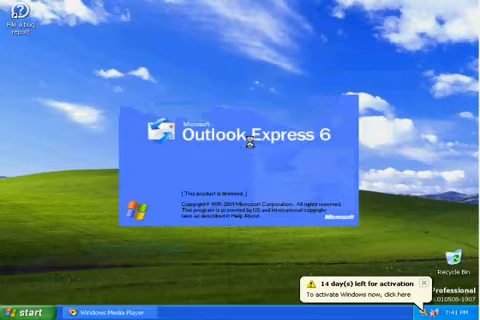 File a bug
report
Microsoft
Outlook Express 6
[ This product is licensed. ]
Copyright© 1995-2001 Microsoft Corporation. All rights reserved.
This program is protected by US and international copyright
laws as described in Help About.
Microsoft
Recycle Bin
Professional
.010508-1907
14 day(s) left for activation
To activate Windows now, click here
start
Windows Media Player
7:41 PM